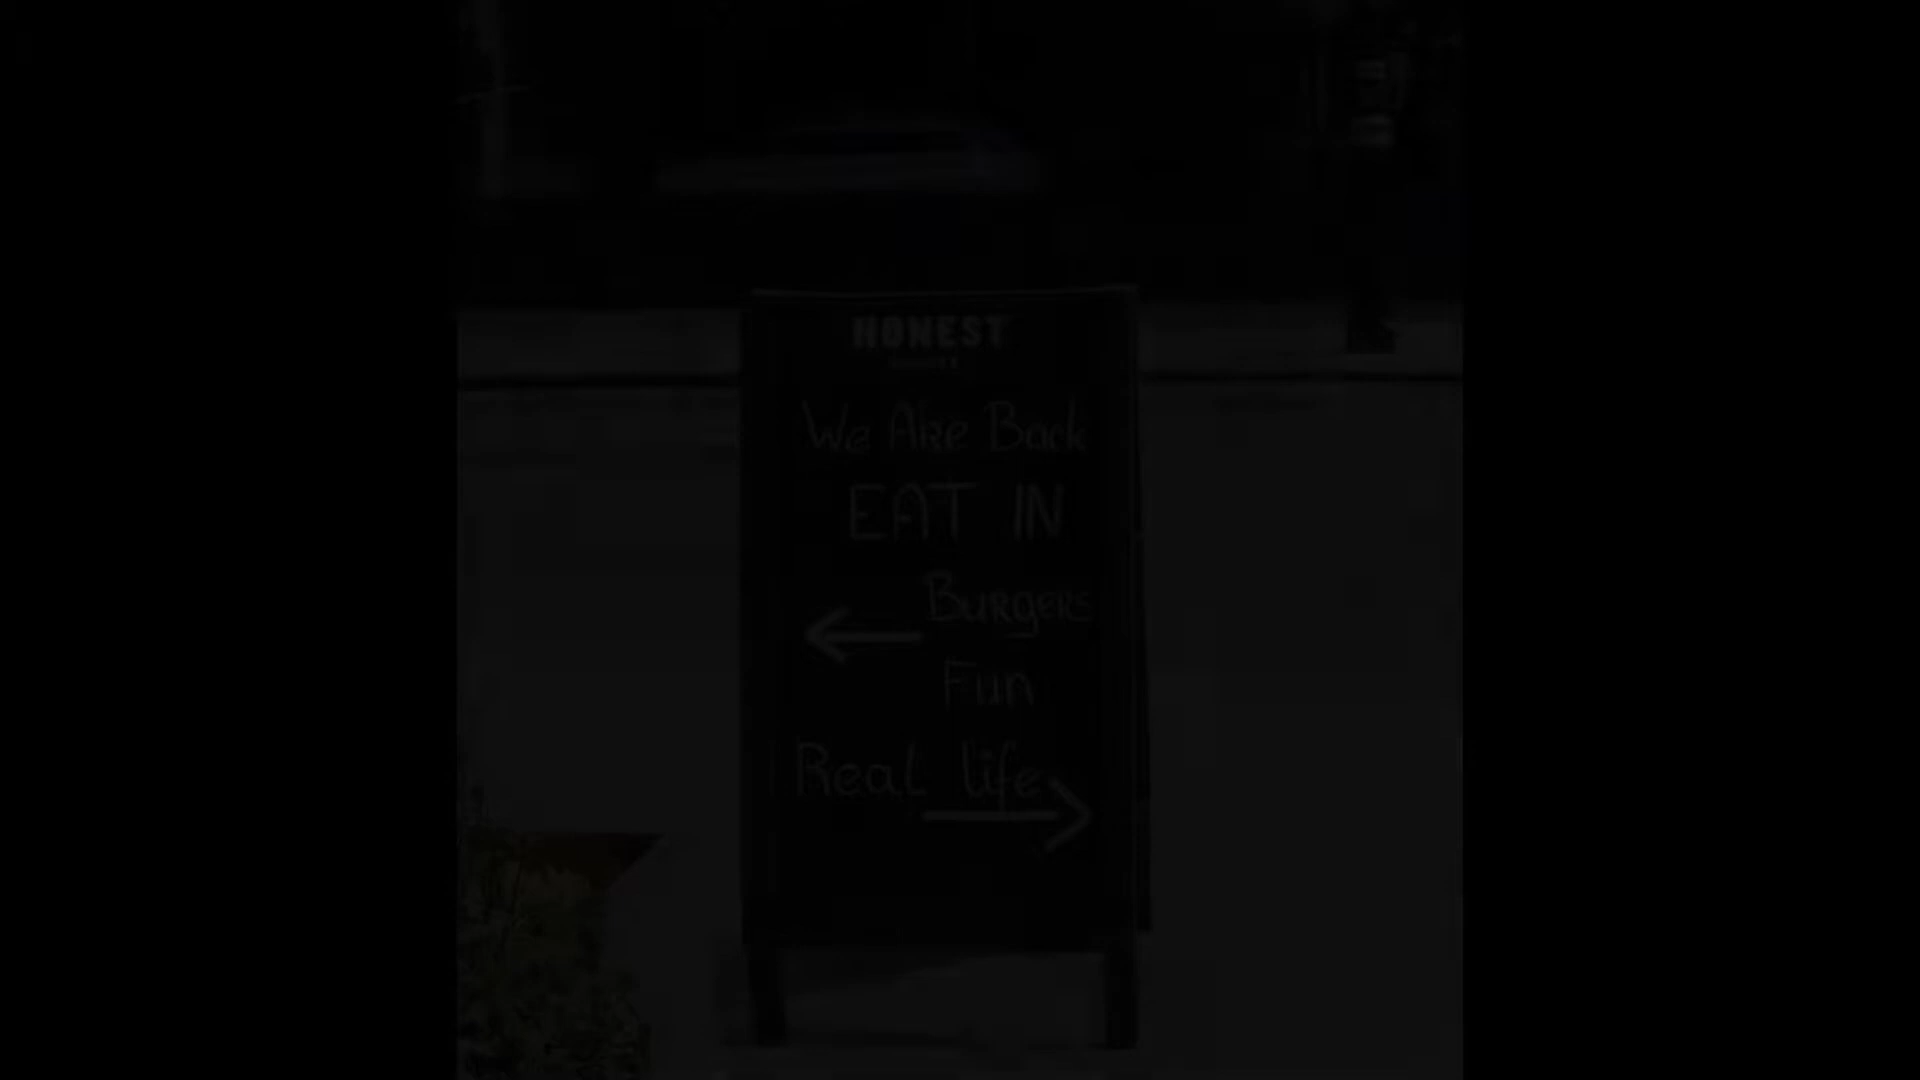 HONEST
We Are Back
EAT IN
Burgers
Fun
Real life